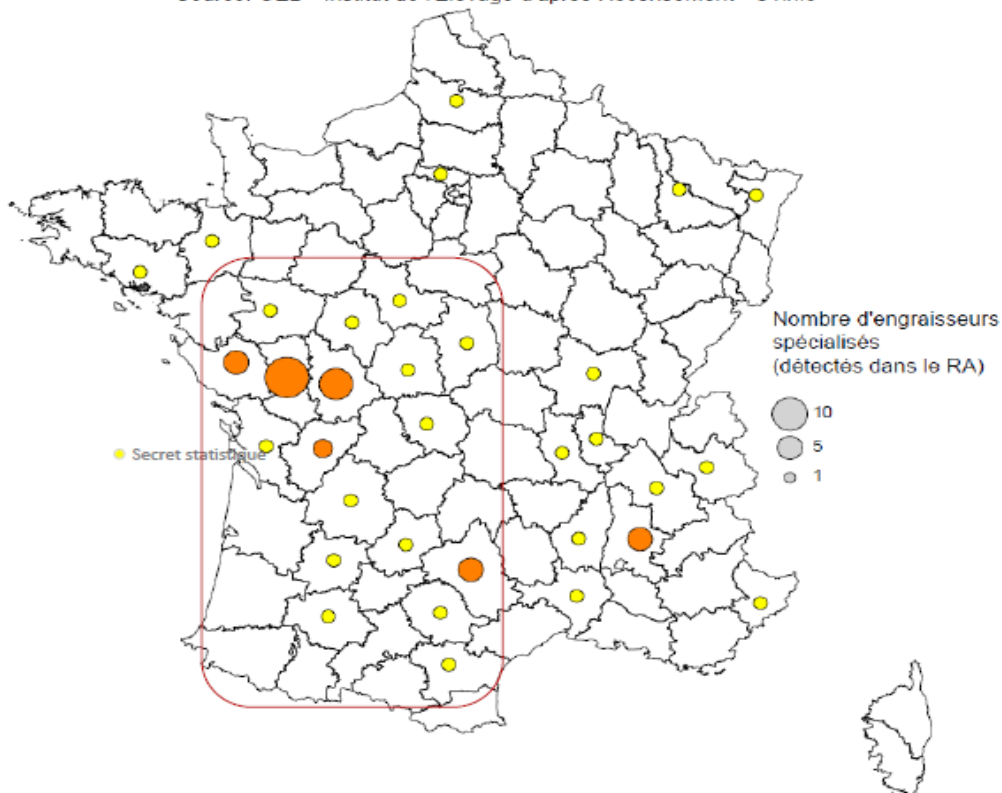 Nombre d'engraisseurs
spécialisés
(détectés dans le RA)
10
5
1
Secret statistique